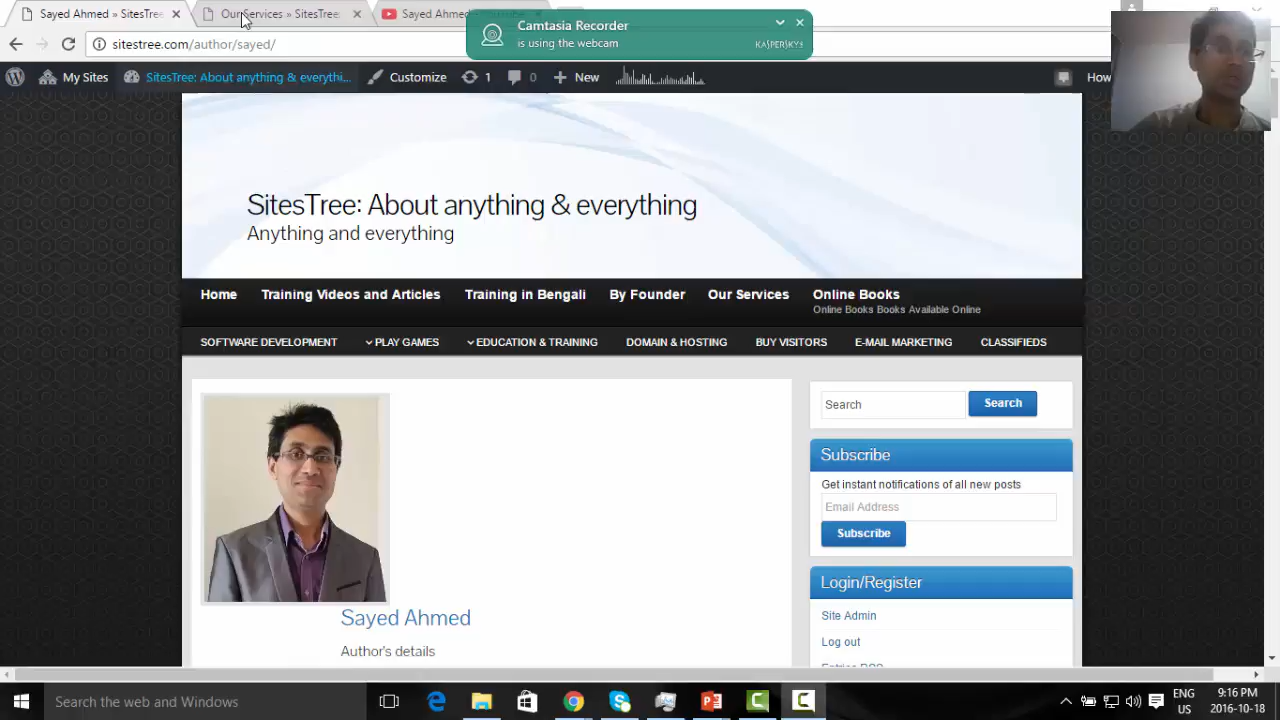 Sayed Ahmed » SitesTree
Our Services » SitesTree:
Sayed Ahmed
Camtasia Recorder
is using the webcam
KASPERSKY
sitestree.com/author/sayed/
My Sites
SitesTree: About anything & everythi...
Customize
1
0
New
How
SitesTree: About anything & everything
Anything and everything
Home
Training Videos and Articles
Training in Bengali
By Founder
Our Services
Online Books
Online Books Books Available Online
SOFTWARE DEVELOPMENT
PLAY GAMES
EDUCATION & TRAINING
DOMAIN & HOSTING
BUY VISITORS
E-MAIL MARKETING
CLASSIFIEDS
Sayed Ahmed
Author's details
Search
Search
Subscribe
Get instant notifications of all new posts
Email Address
Subscribe
Login/Register
Site Admin
Log out
Entries RSS
Search the web and Windows
ENG
US
9:16 PM
2016-10-18